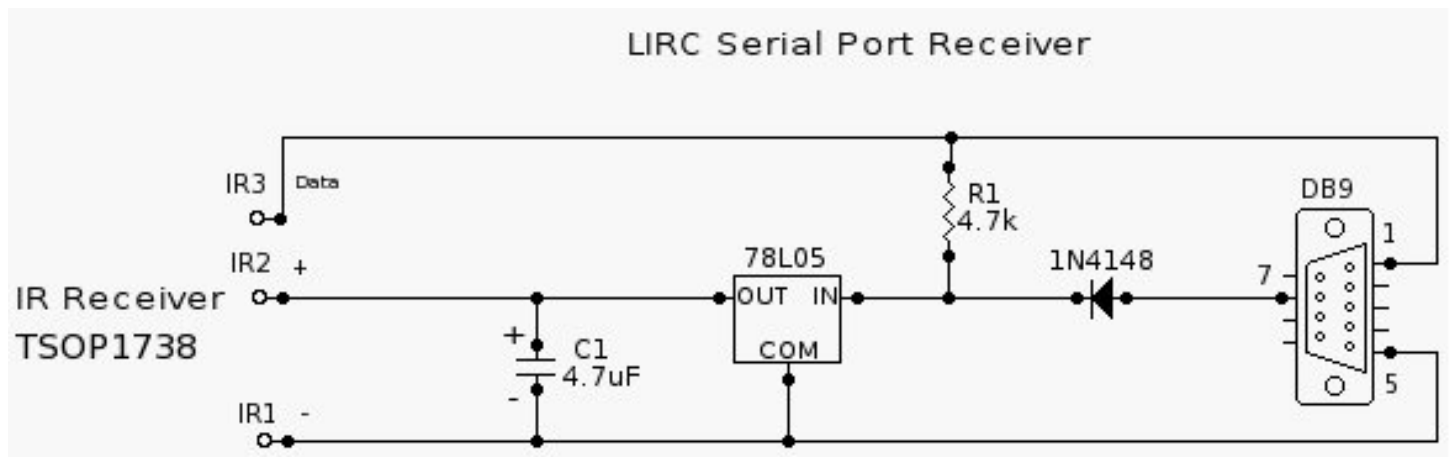 LIRC Serial Port Receiver
IR3 Data
R1
4.7k
DB9
1
IR2 +
78L05
1N4148
7
IR Receiver
OUT IN
TSOP1738
+
C1
4.7uF
COM
-
5
IR1 -